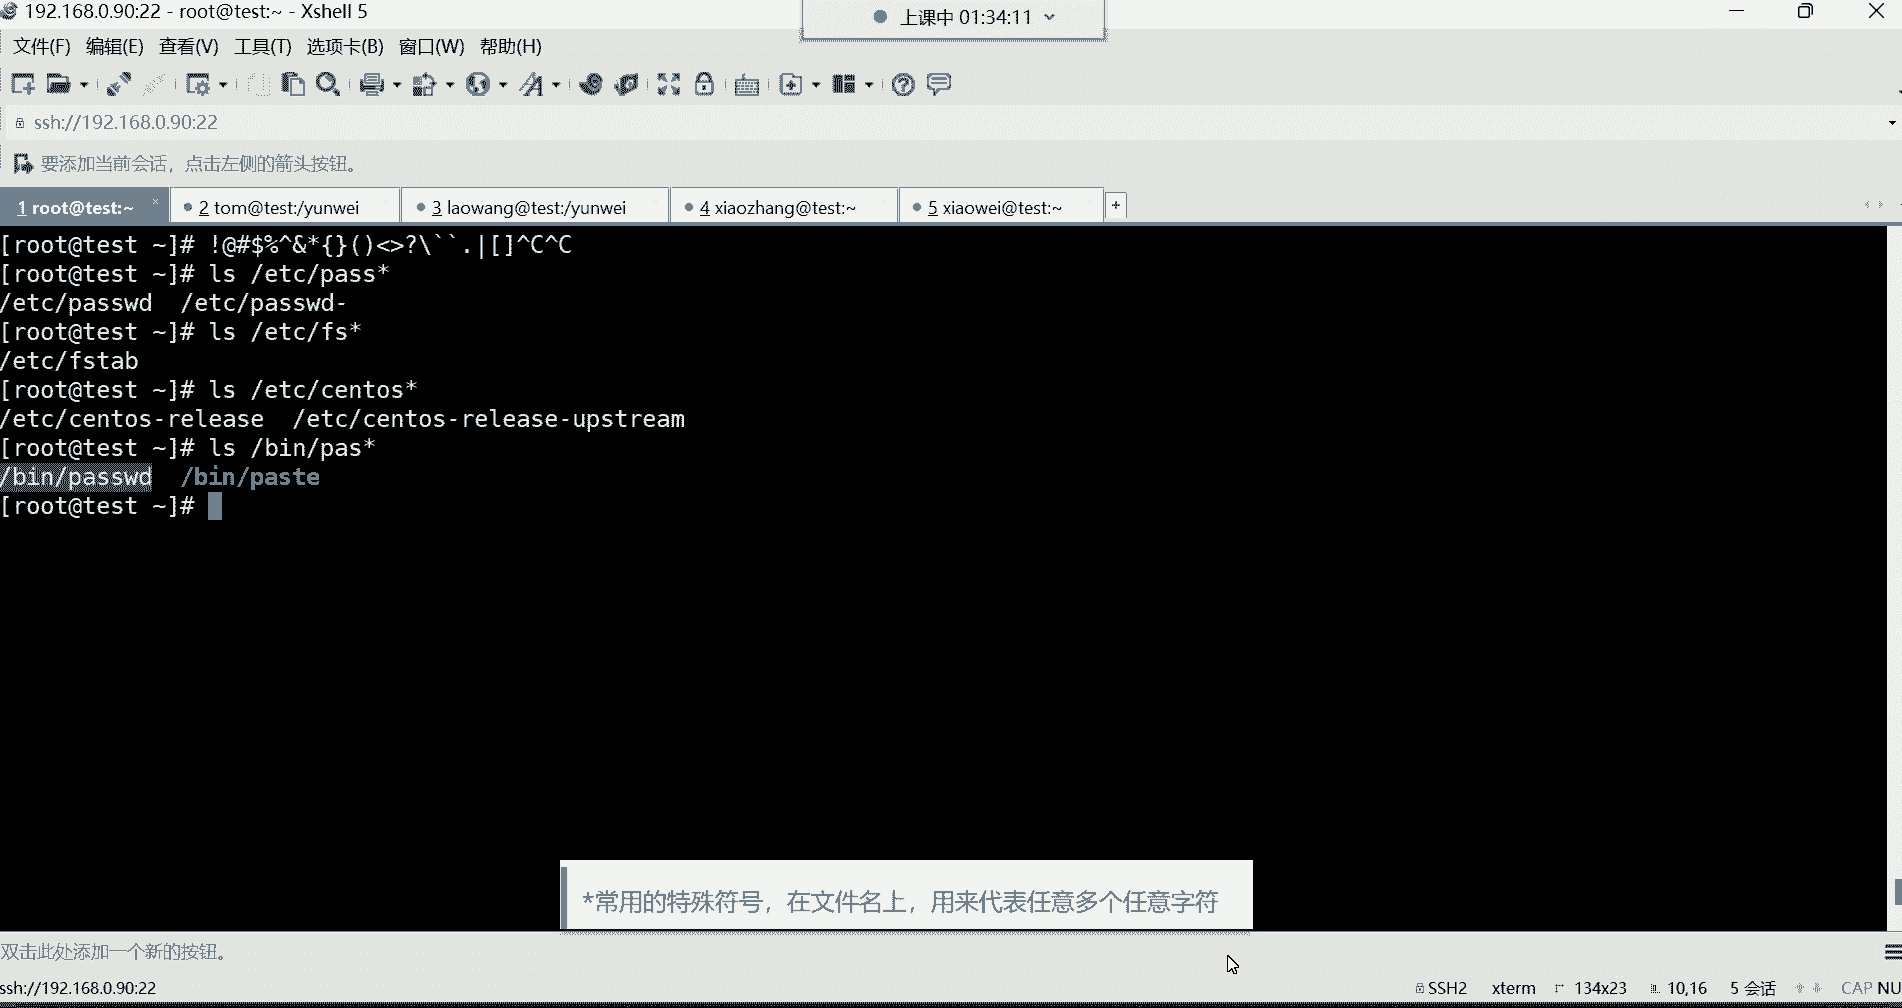 192.168.0.90:22 - root@test:~ - Xshell 5
上课中 01:34:11
文件(F) 编辑(E) 查看(V) 工具(T) 选项卡(B) 窗口(W) 帮助(H)
ssh://192.168.0.90:22
要添加当前会话，点击左侧的箭头按钮。
1 root@test:~ 2 tom@test:/yunwei 3 laowang@test:/yunwei 4 xiaozhang@test:~ 5 xiaowei@test:~
[root@test ~]# !@#$%^&*{}()<>?\``.|[]^C^C
[root@test ~]# ls /etc/pass*
/etc/passwd /etc/passwd-
[root@test ~]# ls /etc/fs*
/etc/fstab
[root@test ~]# ls /etc/centos*
/etc/centos-release /etc/centos-release-upstream
[root@test ~]# ls /bin/pas*
/bin/passwd /bin/paste
[root@test ~]#
*常用的特殊符号，在文件名上，用来代表任意多个任意字符
双击此处添加一个新的按钮。
ssh://192.168.0.90:22 SSH2 xterm 134x23 10,16 5 会话 CAP NU